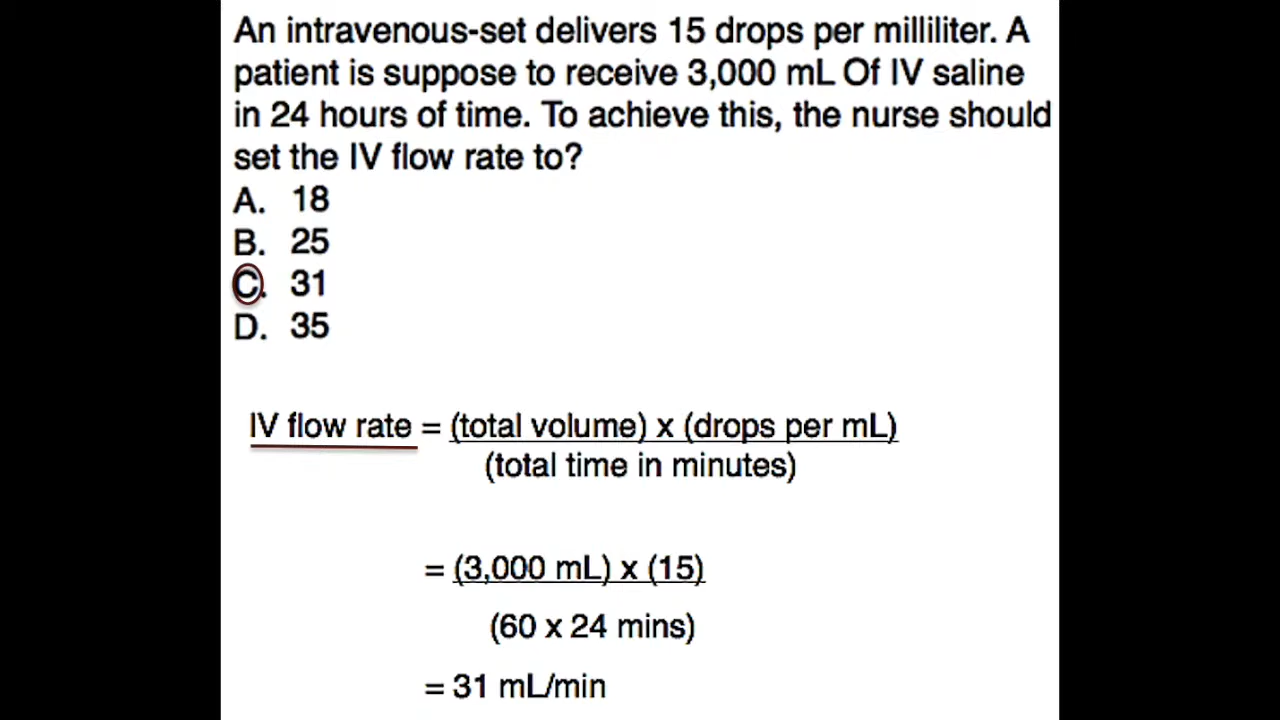 An intravenous-set delivers 15 drops per milliliter. A
patient is suppose to receive 3,000 mL Of IV saline
in 24 hours of time. To achieve this, the nurse should
set the IV flow rate to?
A. 18
B. 25
C. 31
D. 35
IV flow rate = (total volume) x (drops per mL)
(total time in minutes)
= (3,000 mL) x (15)
(60 x 24 mins)
= 31 mL/min